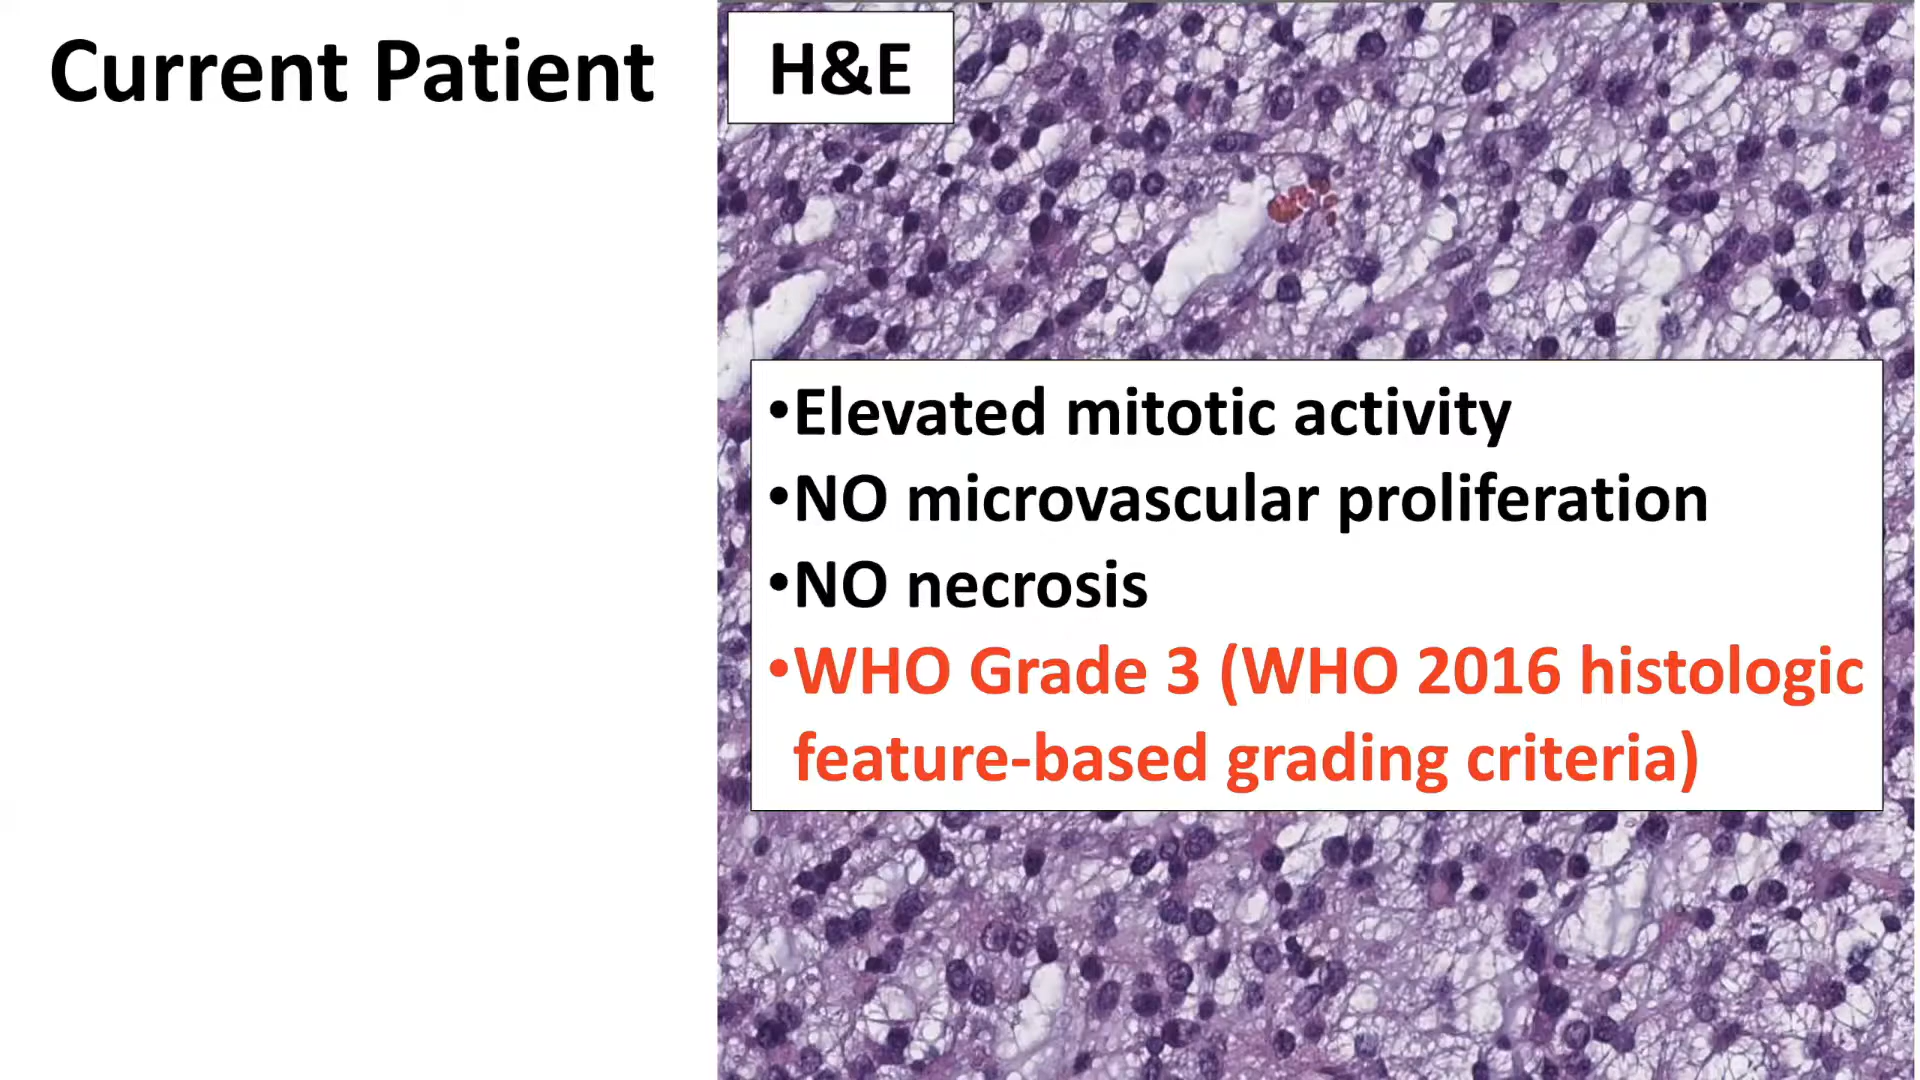 Current Patient
H&E
•Elevated mitotic activity
•NO microvascular proliferation
•NO necrosis
•WHO Grade 3 (WHO 2016 histologic
feature-based grading criteria)